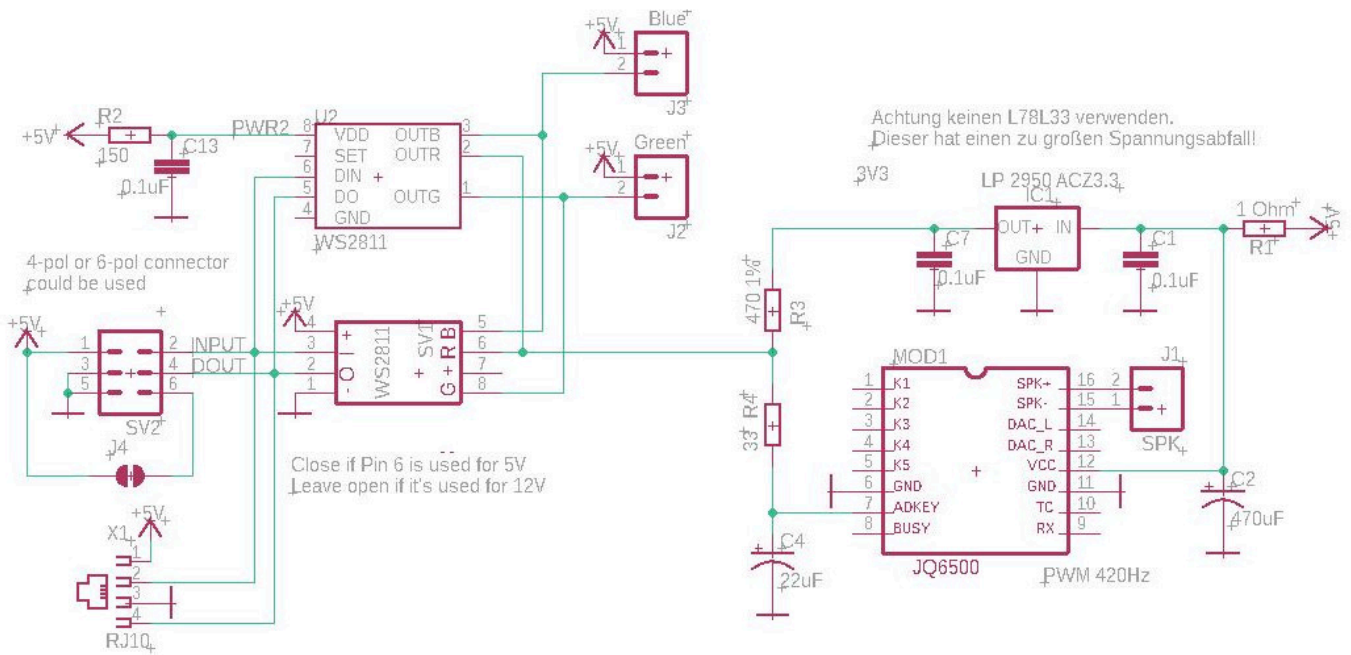 Blue
+5V
1
2
J3
Green
+5V
1
2
J2
+5V
R2
150
C13
0.1uF
PWR2
U2
8 VDD OUTB 3
7 SET OUTR 2
6 DIN
5 DO OUTG 1
4 GND
WS2811
Achtung keinen L78L33 verwenden.
Dieser hat einen zu großen Spannungsabfall!
3V3
LP 2950 ACZ3.3
IC1
OUT IN
GND
C7
0.1uF
C1
0.1uF
1 Ohm
R1
+5V
4-pol or 6-pol connector
could be used
+5V
1 2 INPUT
3 4 DOUT
5 6
SV2
J4
+5V
4 + B 5
3 I R 6
2 O + 7
1 - G 8
WS2811
SV1
Close if Pin 6 is used for 5V
Leave open if it's used for 12V
470 1%
R3
33
R4
C4
22uF
MOD1
1 K1 SPK+ 16
2 K2 SPK- 15
3 K3 DAC_L 14
4 K4 DAC_R 13
5 K5 VCC 12
6 GND GND 11
7 ADKEY TC 10
8 BUSY RX 9
JQ6500
PWM 420Hz
J1
2
1
SPK
C2
470uF
+5V
X1
1
2
3
4
RJ10